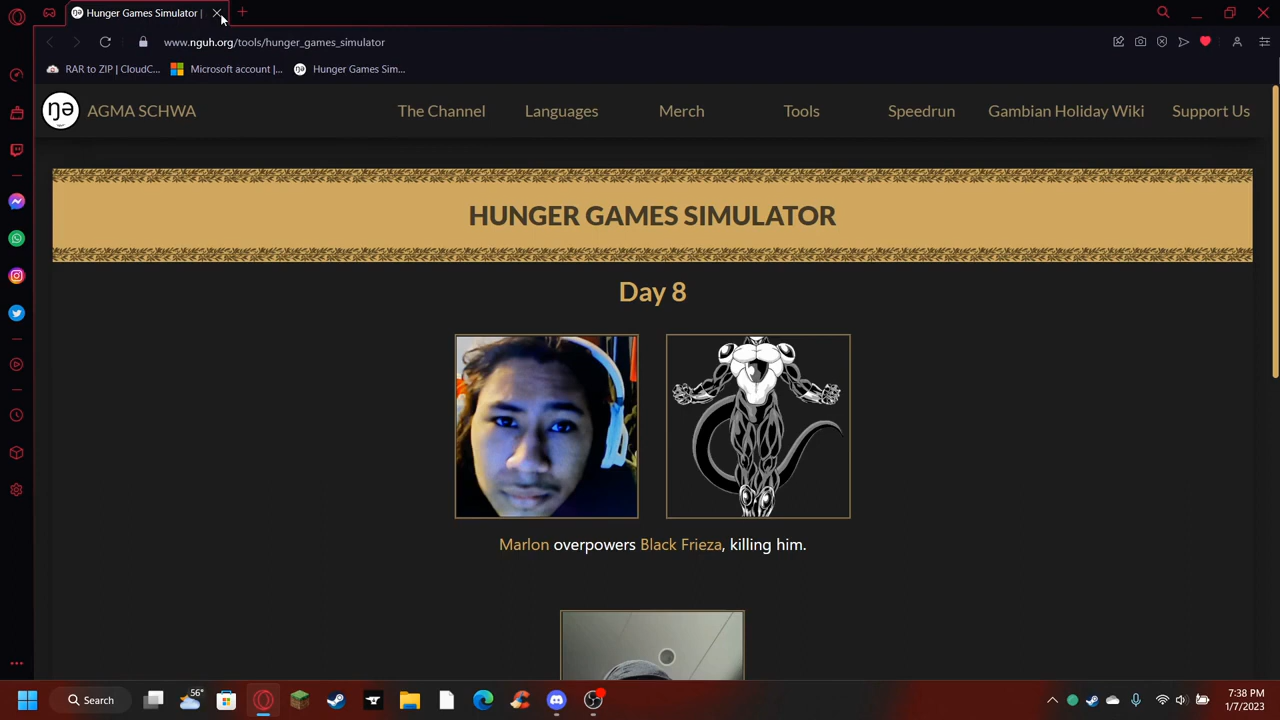 Hunger Games Simulator |
www.nguh.org/tools/hunger_games_simulator
RAR to ZIP | CloudC...
Microsoft account |...
Hunger Games Sim...
ŋə
AGMA SCHWA
The Channel
Languages
Merch
Tools
Speedrun
Gambian Holiday Wiki
Support Us
HUNGER GAMES SIMULATOR
Day 8
Marlon overpowers Black Frieza, killing him.
Search
56°
7:38 PM
1/7/2023